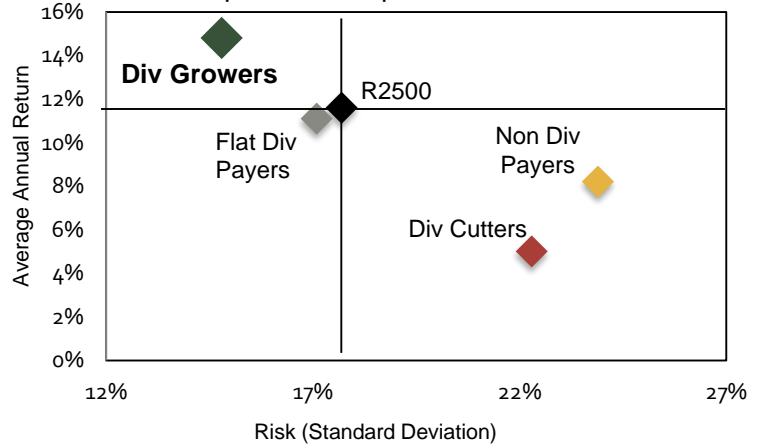 16%
14%
12%
10%
8%
6%
4%
2%
0%
Average Annual Return
Div Growers
R2500
Flat Div
Payers
Non Div
Payers
Div Cutters
12%
17%
22%
27%
Risk (Standard Deviation)